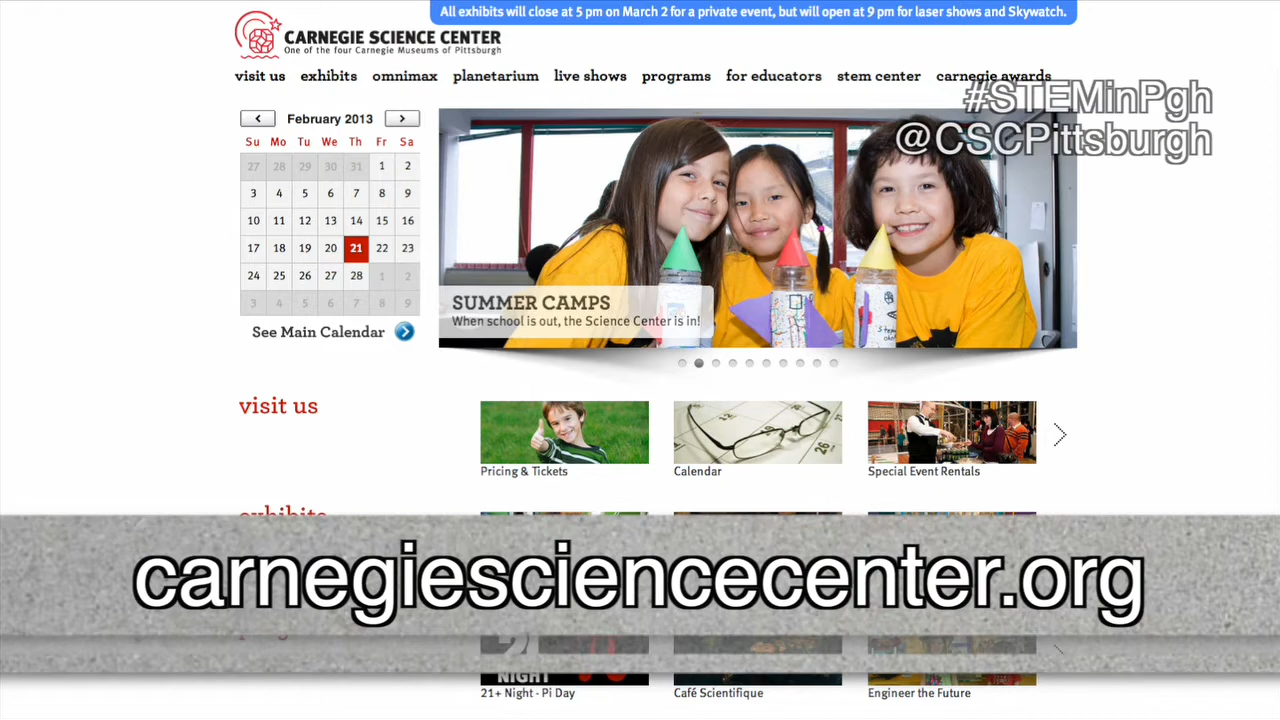 All exhibits will close at 5 pm on March 2 for a private event, but will open at 9 pm for laser shows and Skywatch.
CARNEGIE SCIENCE CENTER
One of the four Carnegie Museums of Pittsburgh
visit us exhibits omnimax planetarium live shows programs for educators stem center carnegie awards
#STEMinPgh
@CSCPittsburgh
February 2013
Su Mo Tu We Th Fr Sa
27 28 29 30 31 1 2
3 4 5 6 7 8 9
10 11 12 13 14 15 16
17 18 19 20 21 22 23
24 25 26 27 28 1 2
3 4 5 6 7 8 9
See Main Calendar
SUMMER CAMPS
When school is out, the Science Center is in!
visit us
26
Pricing & Tickets
Calendar
Special Event Rentals
exhibits
carnegiesciencecenter.org
NIGHT
21+ Night - Pi Day
Café Scientifique
Engineer the Future